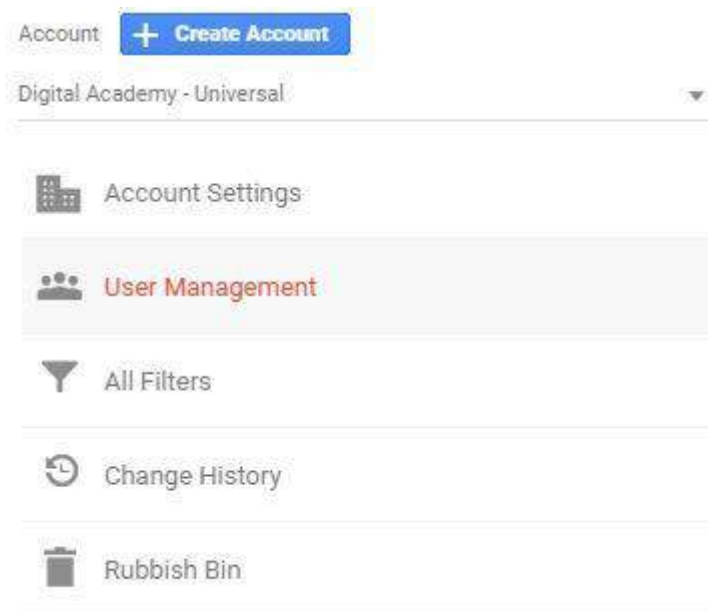 Account + Create Account
Digital Academy - Universal
Account Settings
User Management
All Filters
Change History
Rubbish Bin